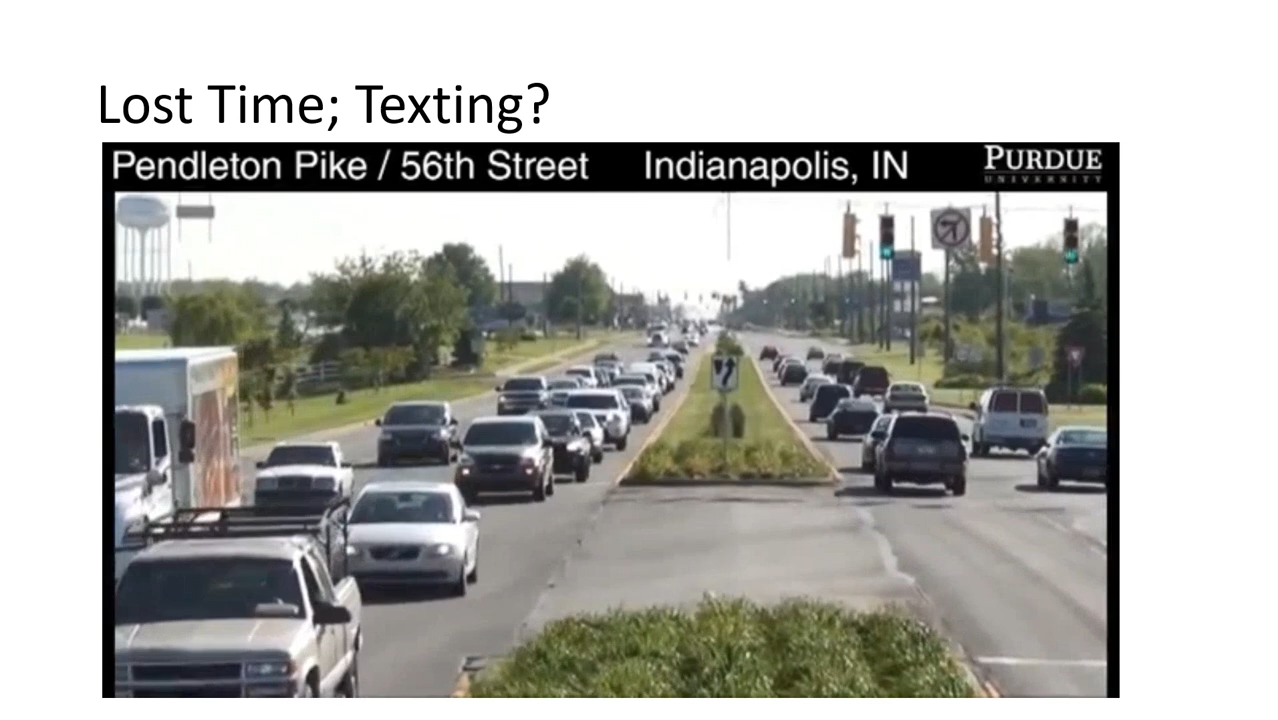 Lost Time; Texting?
Pendleton Pike / 56th Street Indianapolis, IN PURDUE
UNIVERSITY